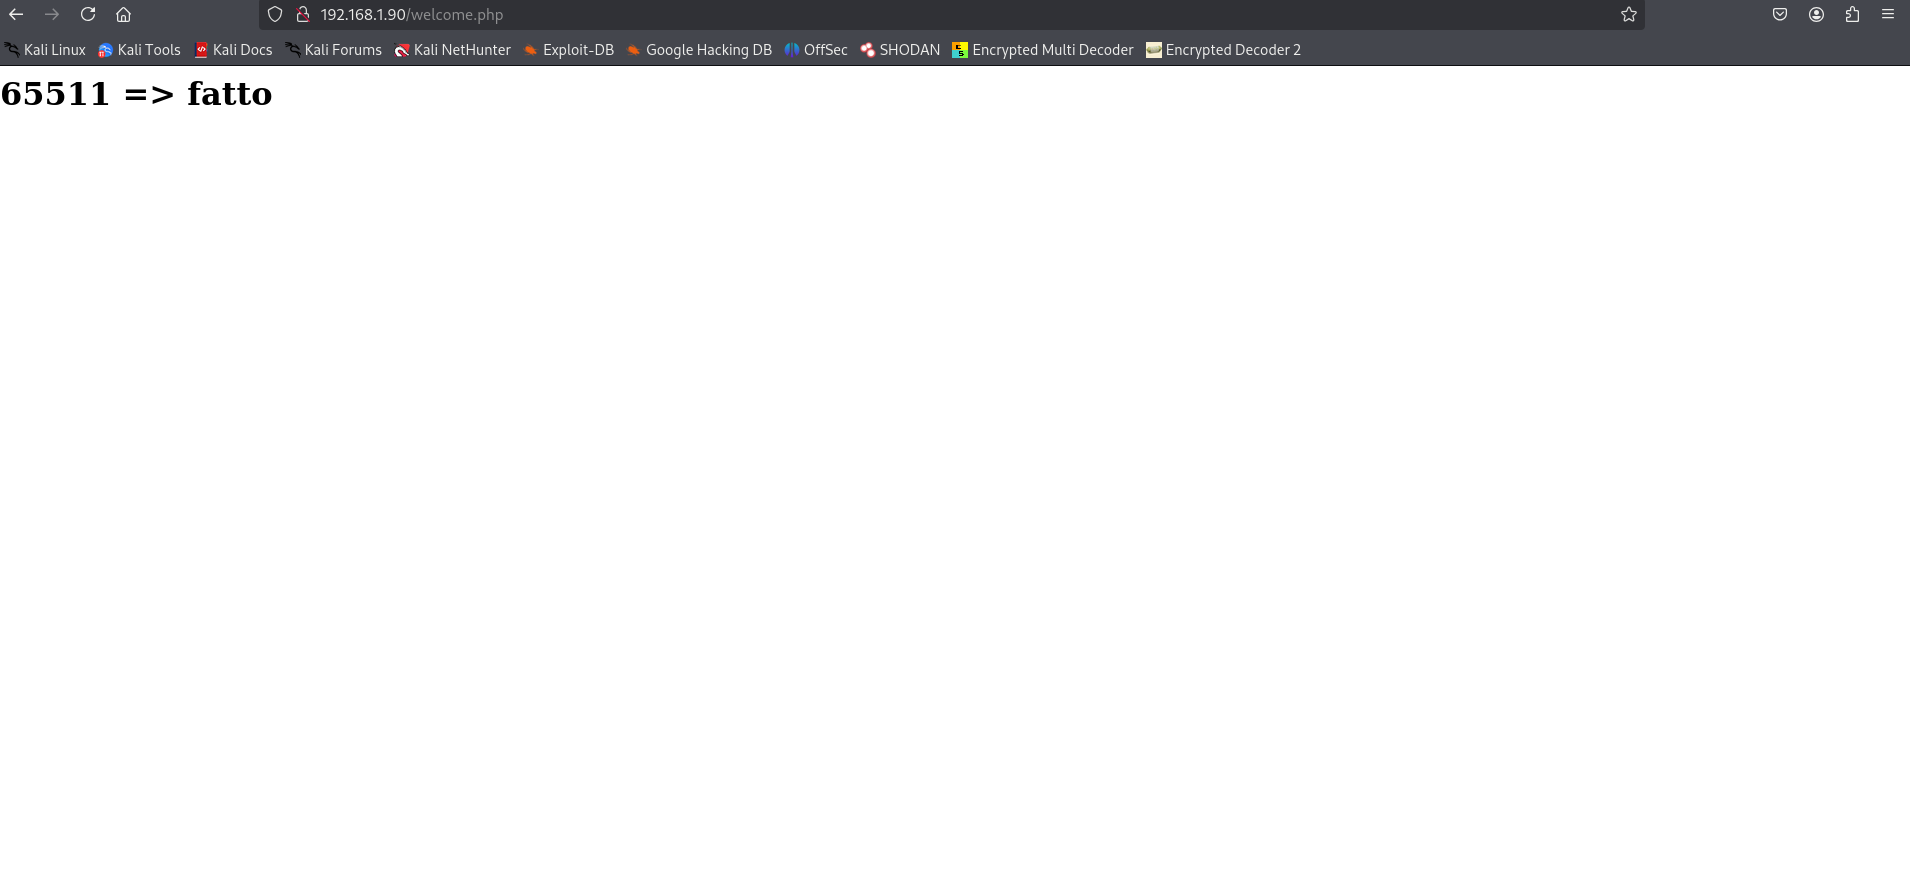 192.168.1.90/welcome.php
Kali Linux Kali Tools Kali Docs Kali Forums Kali NetHunter Exploit-DB Google Hacking DB OffSec SHODAN Encrypted Multi Decoder Encrypted Decoder 2
65511 => fatto